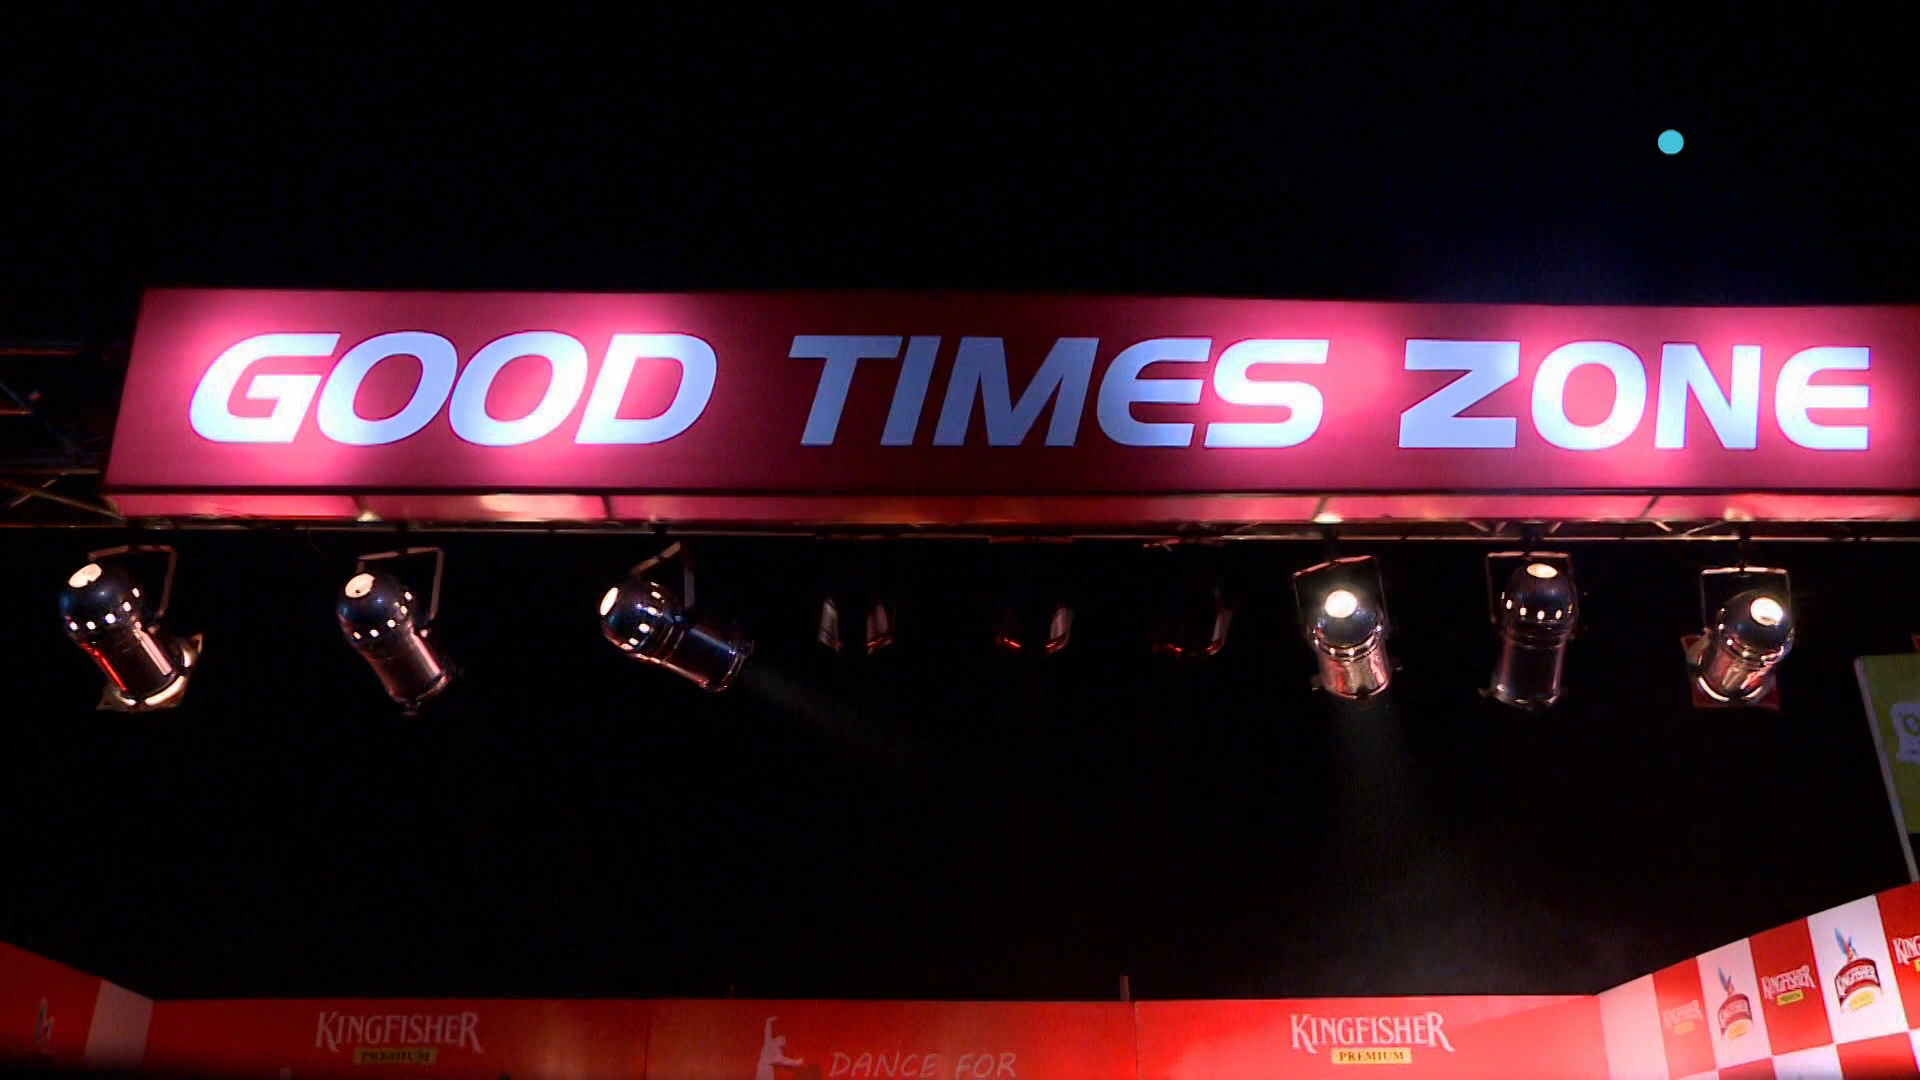 GOOD TIMES ZONE
KINGFISHER
PREMIUM
DANCE FOR
KINGFISHER
PREMIUM
KINGFISHER
KINGFISHER